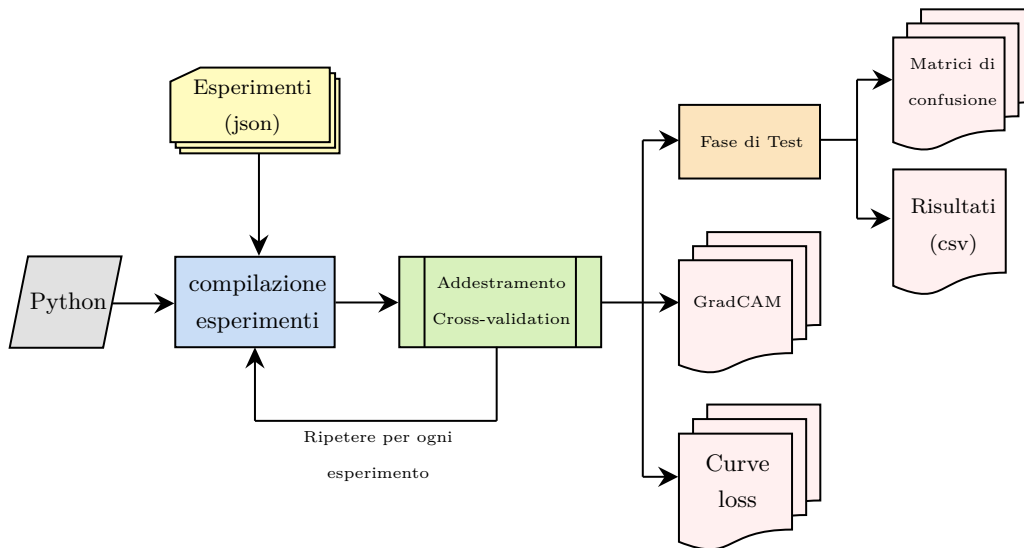 Esperimenti
(json)
Python
compilazione
esperimenti
Addestramento
Cross-validation
Ripetere per ogni
esperimento
Fase di Test
Matrici di
confusione
Risultati
(csv)
GradCAM
Curve
loss